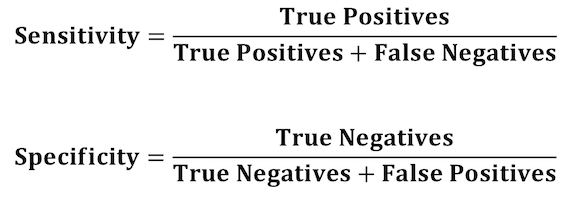 True Positives
Sensitivity =
True Positives + False Negatives
True Negatives
Specificity =
True Negatives + False Positives